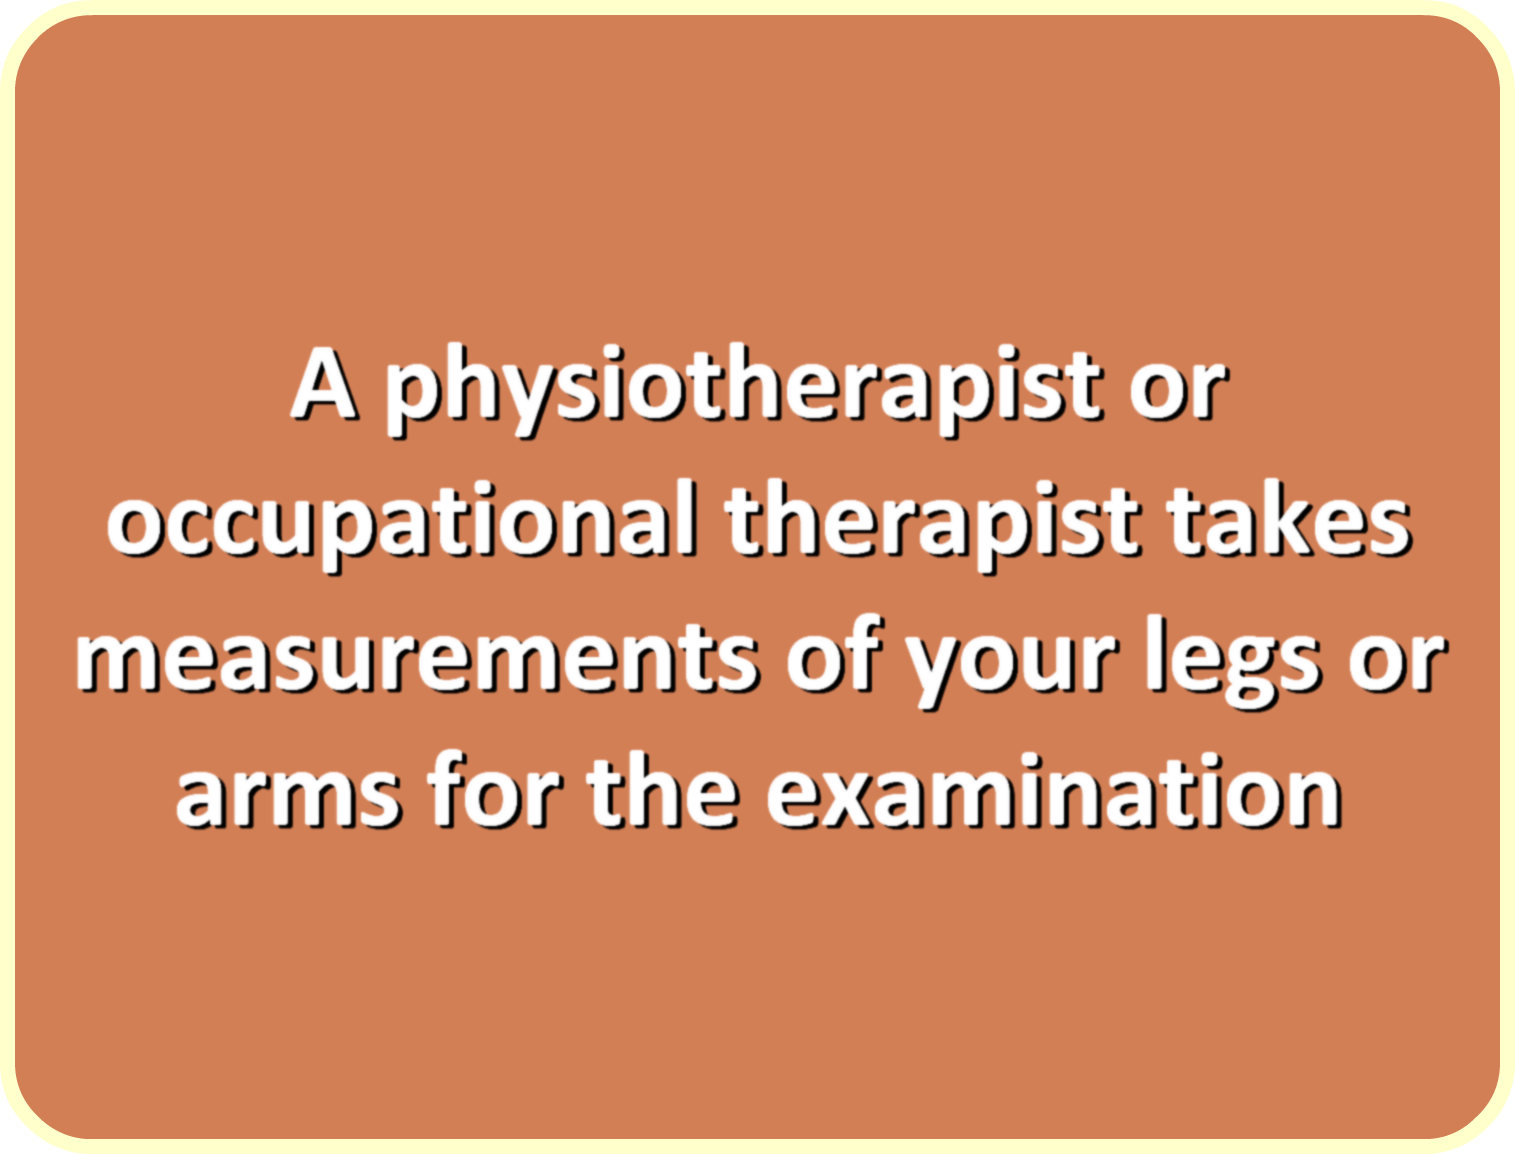 A physiotherapist or
occupational therapist takes
measurements of your legs or
arms for the examination